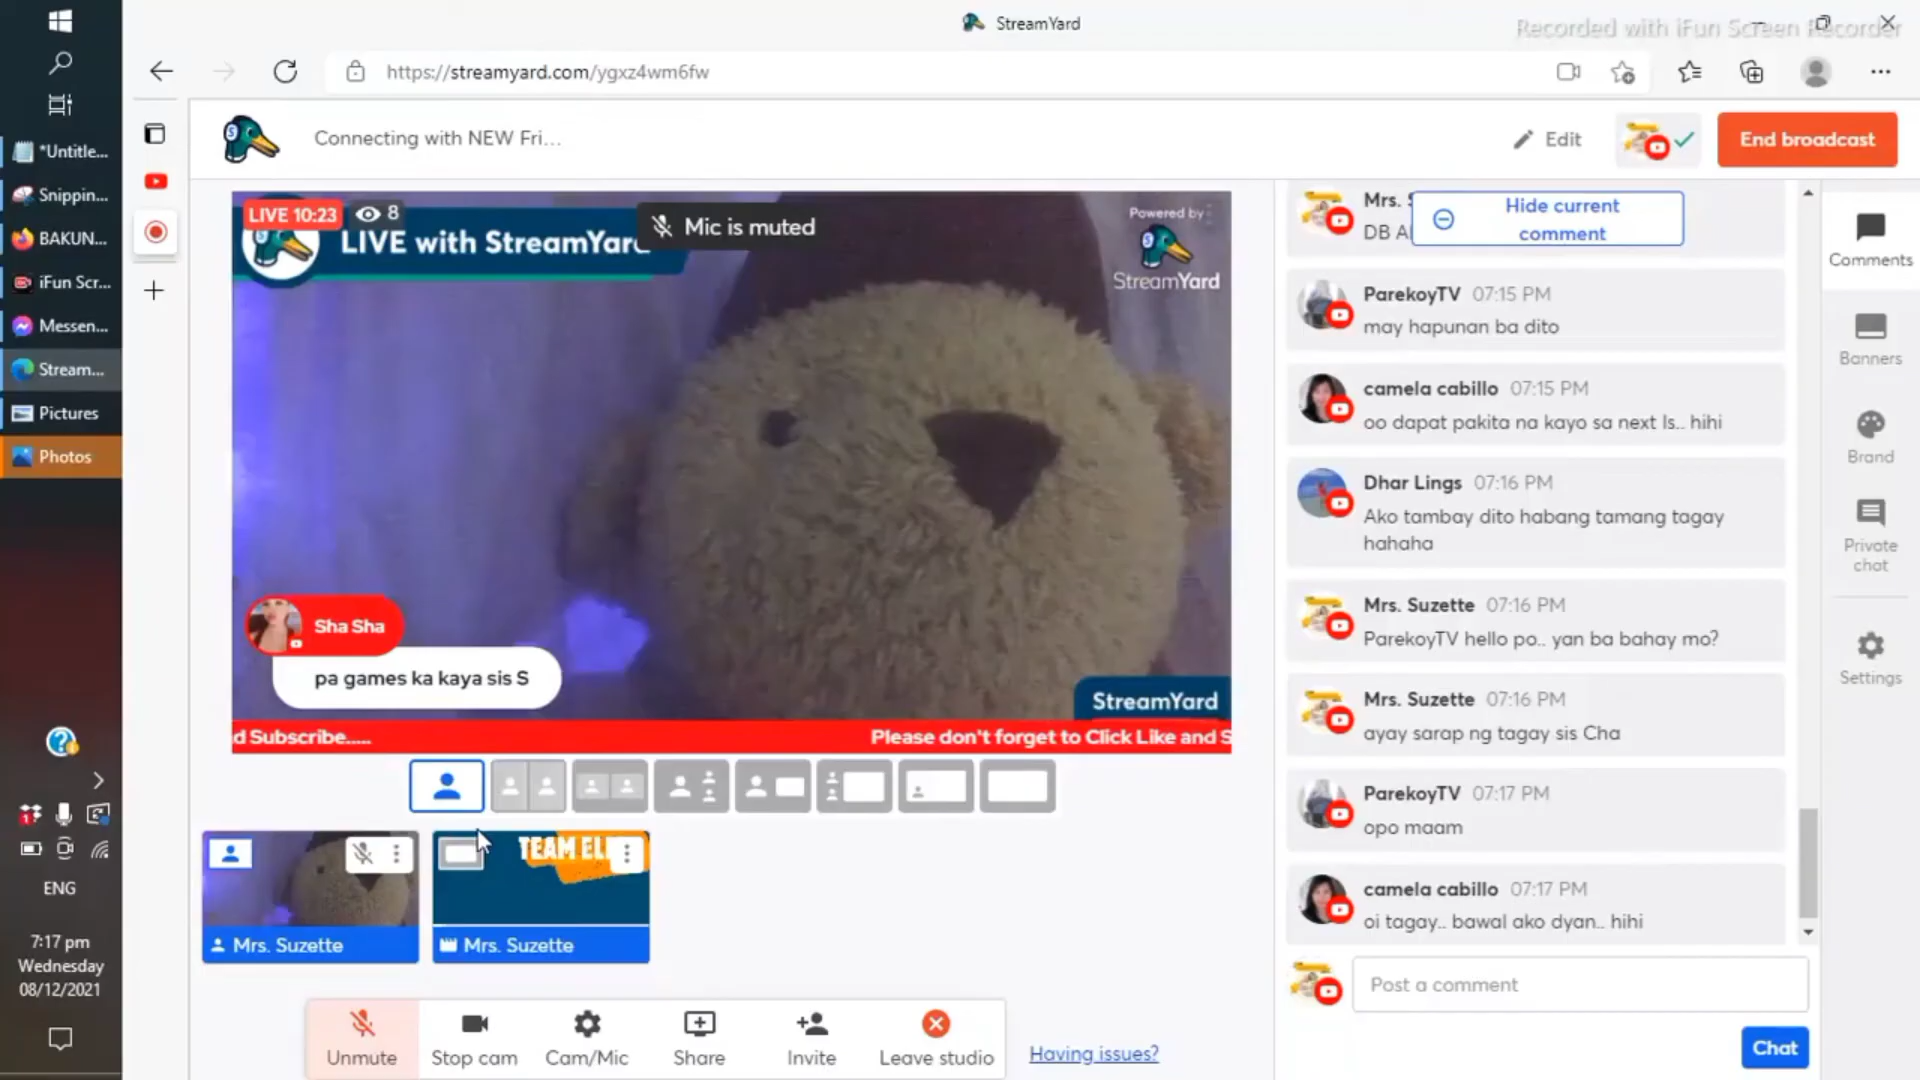 StreamYard
Recorded with iFun Screen Recorder
https://streamyard.com/ygxz4wm6fw
*Untitle...
Snippin...
BAKUN...
iFun Scr...
Messen...
Stream...
Pictures
Photos
ENG
7:17 pm
Wednesday
08/12/2021
Connecting with NEW Fri...
Edit
End broadcast
LIVE 10:23
8
LIVE with StreamYard
Mic is muted
Powered by
StreamYard
Sha Sha
pa games ka kaya sis S
StreamYard
d Subscribe.....
Please don't forget to Click Like and S
TEAM EL
Mrs. Suzette
Mrs. Suzette
Unmute
Stop cam
Cam/Mic
Share
Invite
Leave studio
Having issues?
Mrs.
DB
Hide current
comment
ParekoyTV 07:15 PM
may hapunan ba dito
camela cabillo 07:15 PM
oo dapat pakita na kayo sa next ls.. hihi
Dhar Lings 07:16 PM
Ako tambay dito habang tamang tagay
hahaha
Mrs. Suzette 07:16 PM
ParekoyTV hello po.. yan ba bahay mo?
Mrs. Suzette 07:16 PM
ayay sarap ng tagay sis Cha
ParekoyTV 07:17 PM
opo maam
camela cabillo 07:17 PM
oi tagay.. bawal ako dyan.. hihi
Post a comment
Chat
Comments
Banners
Brand
Private
chat
Settings